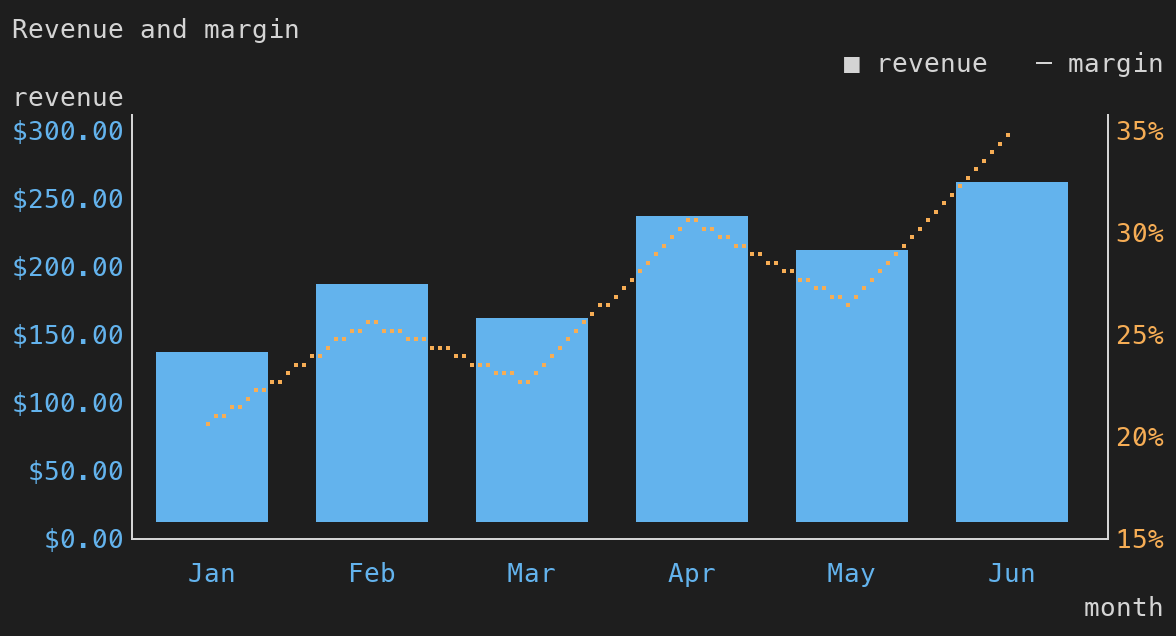 Revenue and margin
■ revenue — margin
revenue
$300.00 35%
$250.00
30%
$200.00
$150.00 25%
$100.00
20%
$50.00
$0.00 15%
Jan Feb Mar Apr May Jun
month